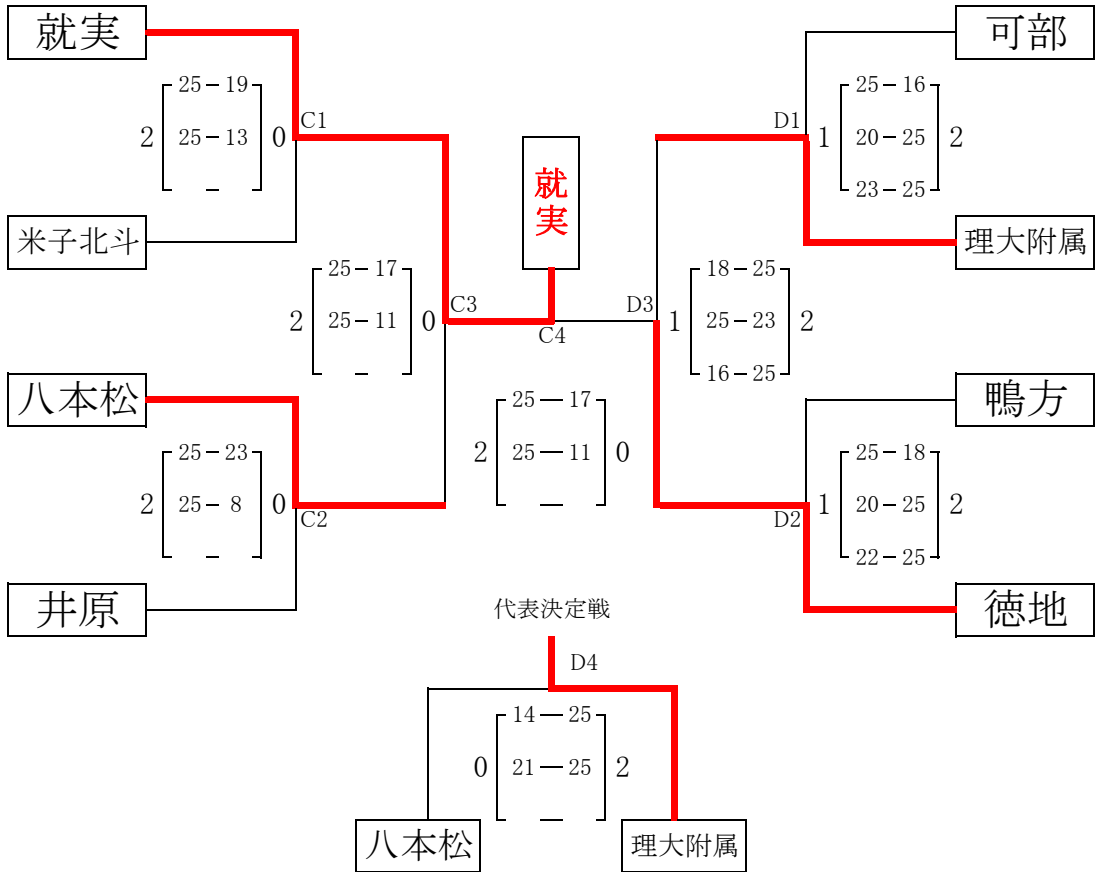 就実
可部
25 - 19
2 25 - 13 0
-
C1
D1
25 - 16
1 20 - 25 2
23 - 25
就実
米子北斗
理大附属
25 - 17
2 25 - 11 0
-
C3
C4
D3
18 - 25
1 25 - 23 2
16 - 25
八本松
鴨方
25 - 17
2 25 - 11 0
-
25 - 23
2 25 - 8 0
-
C2
D2
25 - 18
1 20 - 25 2
22 - 25
井原
徳地
代表決定戦
D4
14 - 25
0 21 - 25 2
-
八本松
理大附属